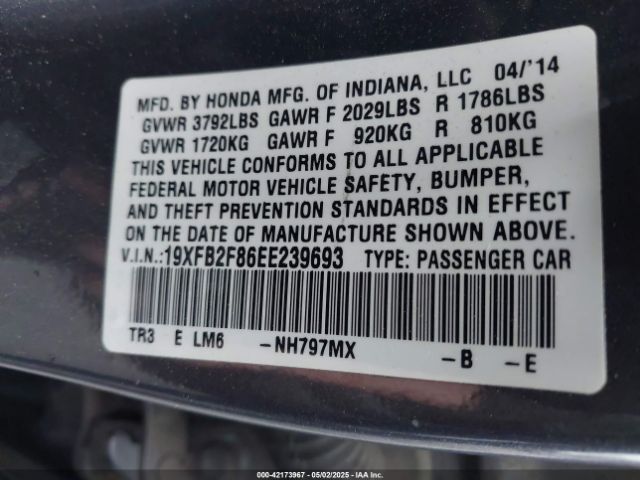 MFD. BY HONDA MFG. OF INDIANA, LLC 04/'14
GVWR 3792LBS GAWR F 2029LBS R 1786LBS
GVWR 1720KG GAWR F 920KG R 810KG
THIS VEHICLE CONFORMS TO ALL APPLICABLE
FEDERAL MOTOR VEHICLE SAFETY, BUMPER,
AND THEFT PREVENTION STANDARDS IN EFFECT
ON THE DATE OF MANUFACTURE SHOWN ABOVE.
V.I.N.:19XFB2F86EE239693 TYPE: PASSENGER CAR
TR3 E LM6 -NH797MX -B -E
000-42173967 - 05/02/2025 - IAAI, Inc.